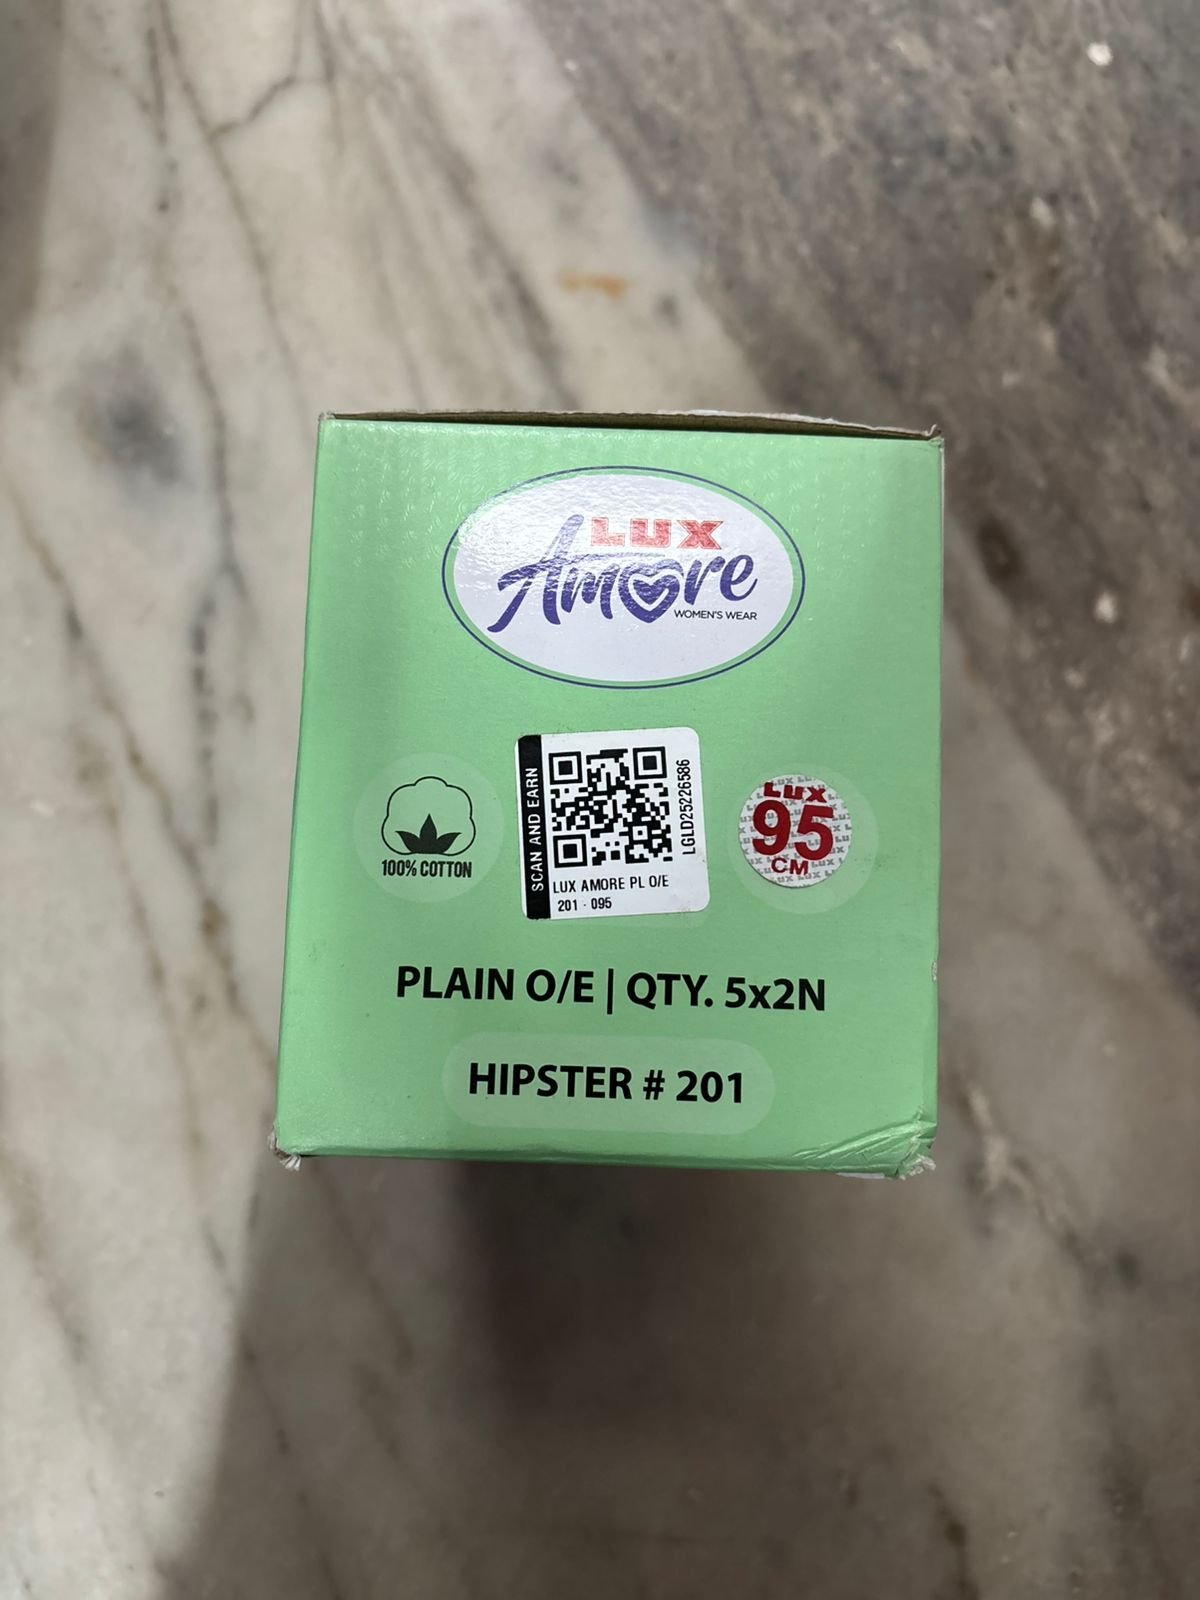 LUX
Amore
WOMEN'S WEAR
100% COTTON
SCAN AND EARN
LGLD25226586
LUX AMORE PL O/E
201 - 095
LUX
95
CM
PLAIN O/E | QTY. 5x2N
HIPSTER # 201